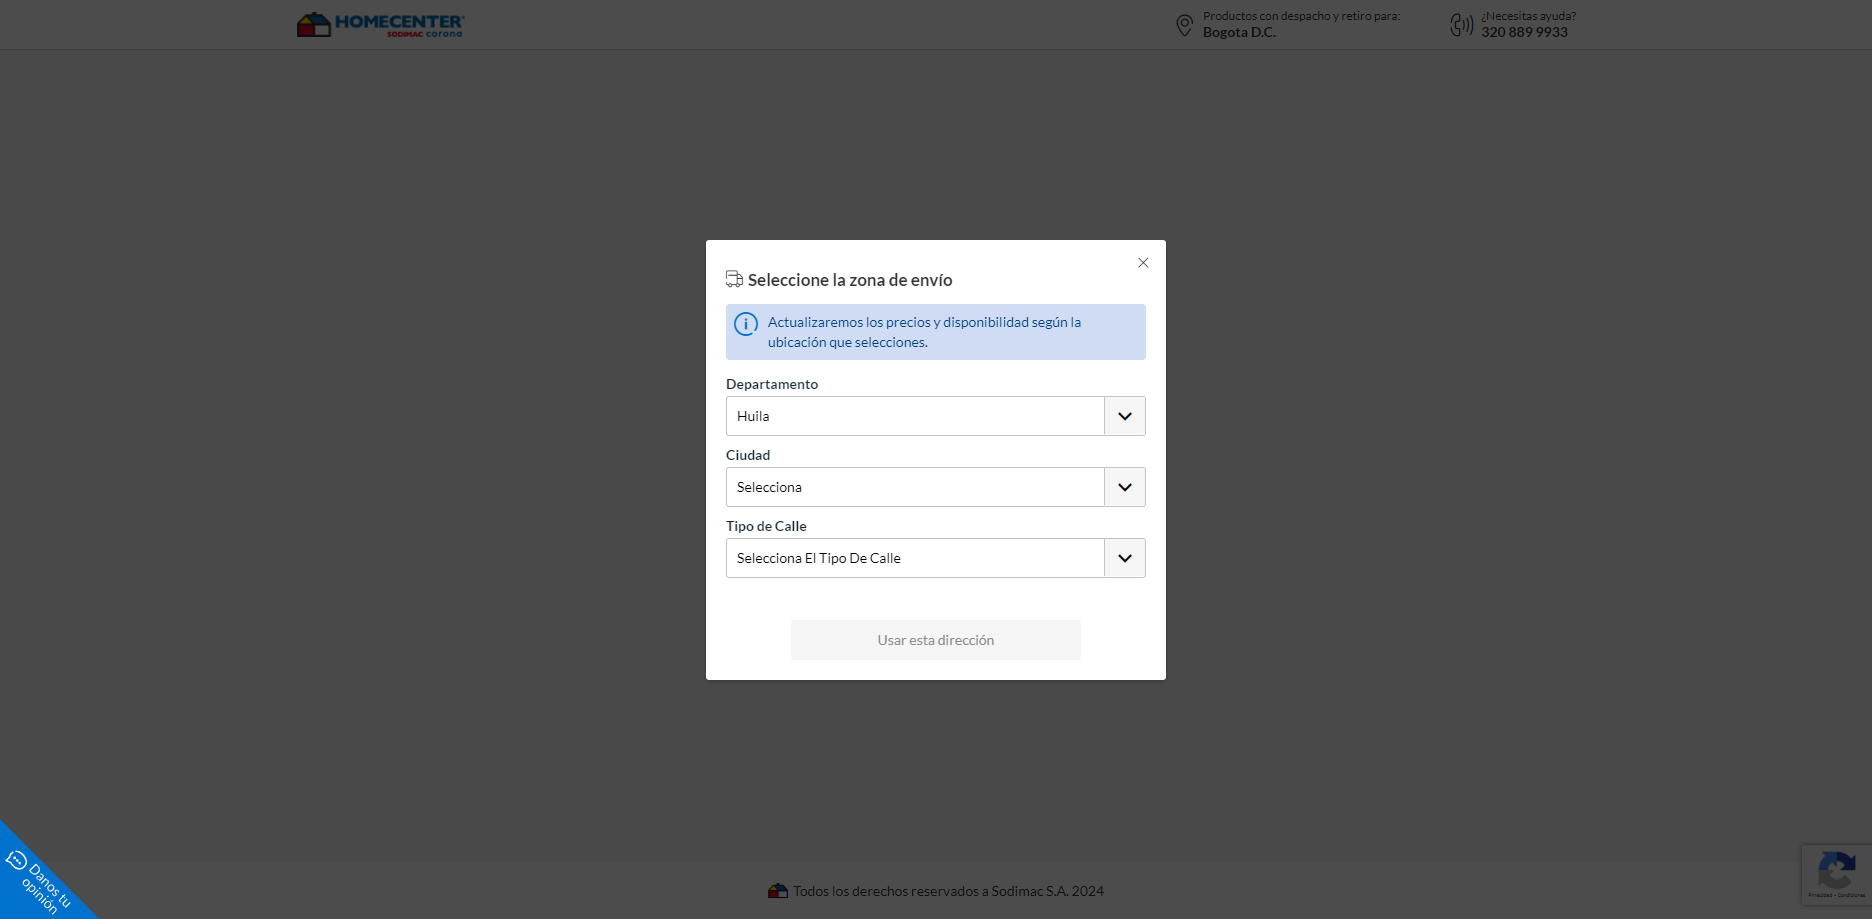 HOMECENTER
SODIMAC corona
Productos con despacho y retiro para:
Bogota D.C.
¿Necesitas ayuda?
320 889 9933
Seleccione la zona de envío
Actualizaremos los precios y disponibilidad según la
ubicación que selecciones.
Departamento
Huila
Ciudad
Selecciona
Tipo de Calle
Selecciona El Tipo De Calle
Usar esta dirección
Danos tu
opinión
Todos los derechos reservados a Sodimac S.A. 2024
Privacidad - Condiciones